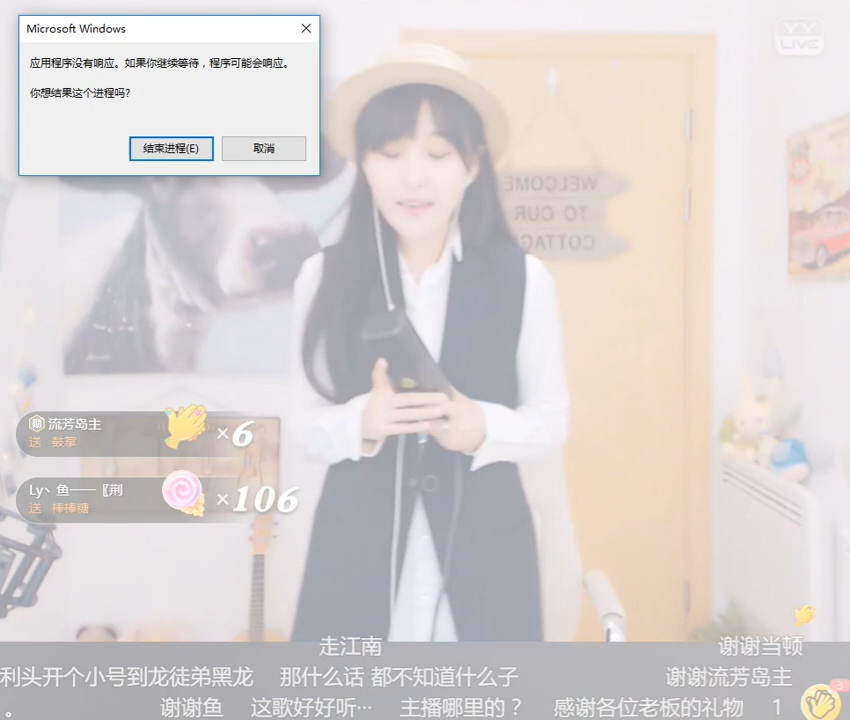 Microsoft Windows
应用程序没有响应。如果你继续等待，程序可能会响应。
你想结果这个进程吗?
结束进程(E)
取消
YY
LIVE
WELCOME
TO OUR
COTTAG
勋 流芳岛主
送 鼓掌
×6
Ly丶 鱼—— 〖荆
送 棒棒糖
×106
走江南
谢谢当顿
利头开个小号到龙徒弟黑龙
那什么话 都不知道什么子
谢谢流芳岛主
。
谢谢鱼
这歌好好听…
主播哪里的？
感谢各位老板的礼物
1
3